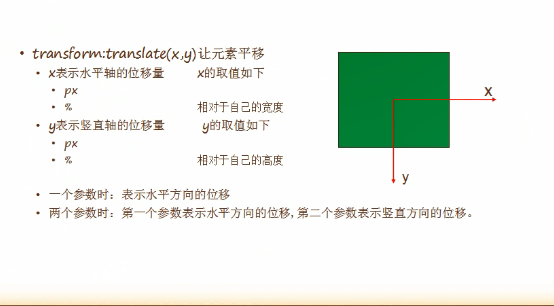 transform:translate(x,y)让元素平移
x表示水平轴的位移量 x的取值如下
px
% 相对于自己的宽度
y表示竖直轴的位移量 y的取值如下
px
% 相对于自己的高度
一个参数时：表示水平方向的位移
两个参数时：第一个参数表示水平方向的位移,第二个参数表示竖直方向的位移。
x
y